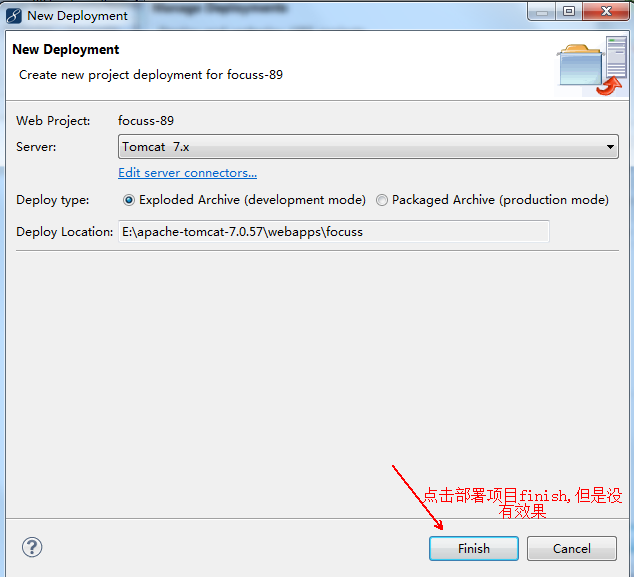 Manage Deployments
New Deployment
New Deployment
Create new project deployment for focuss-89
Web Project: focuss-89
Server: Tomcat 7.x
Edit server connectors...
Deploy type: Exploded Archive (development mode) Packaged Archive (production mode)
Deploy Location: E:\apache-tomcat-7.0.57\webapps\focuss
点击部署项目finish,但是没
有效果
Finish Cancel